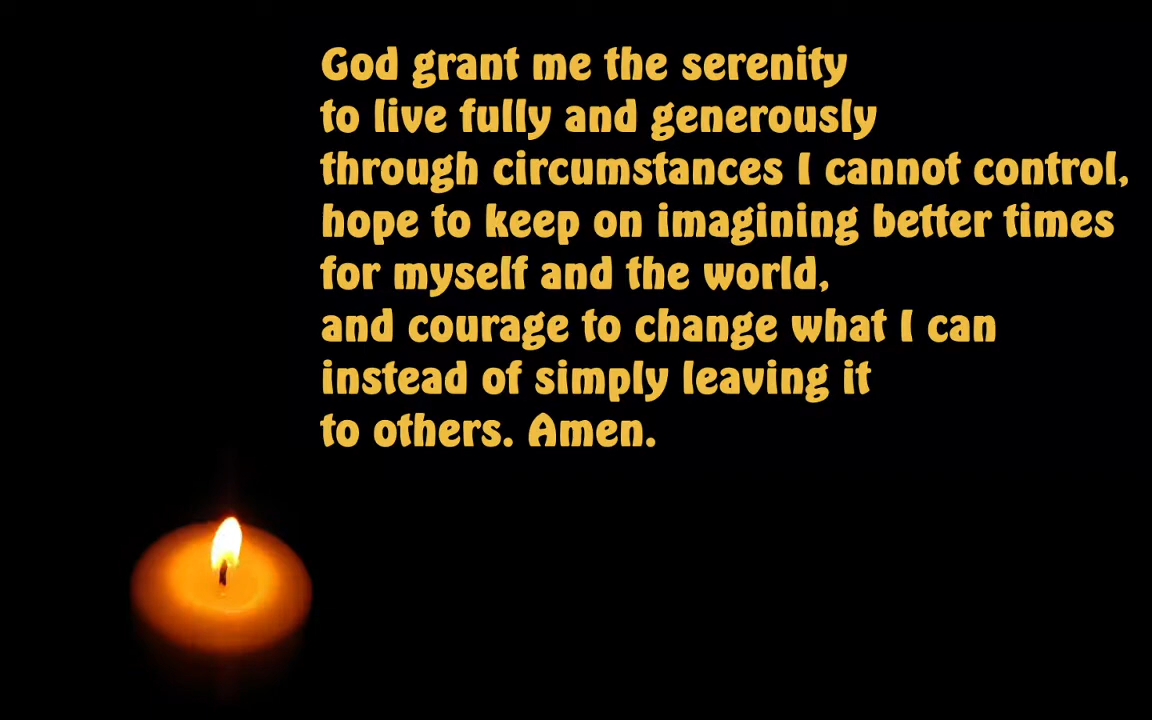 God grant me the serenity
to live fully and generously
through circumstances I cannot control,
hope to keep on imagining better times
for myself and the world,
and courage to change what I can
instead of simply leaving it
to others. Amen.